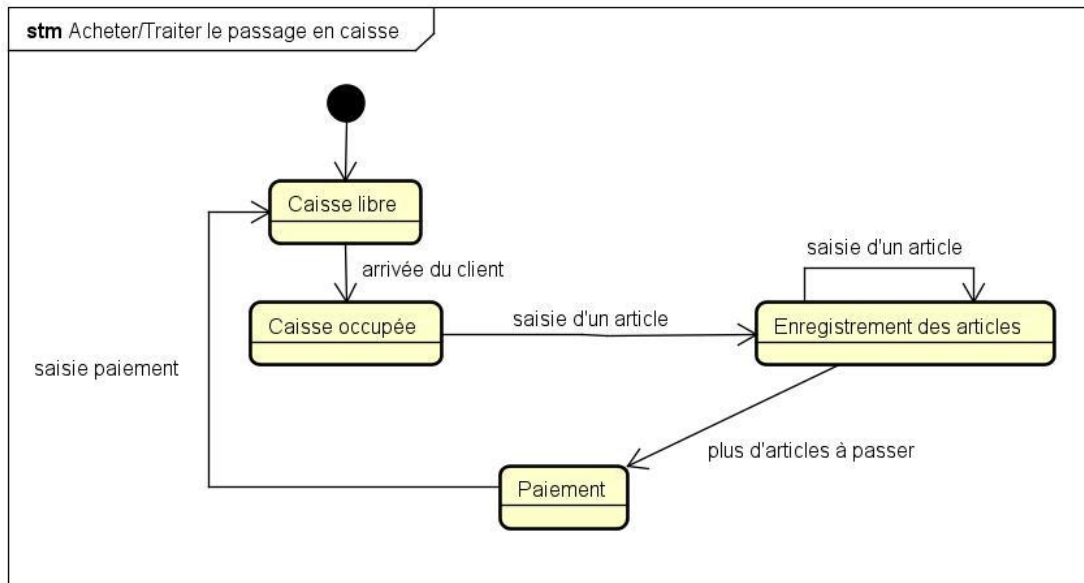 stm Acheter/Traiter le passage en caisse
Caisse libre
arrivée du client
saisie d'un article
Caisse occupée
saisie d'un article
Enregistrement des articles
saisie paiement
plus d'articles à passer
Paiement